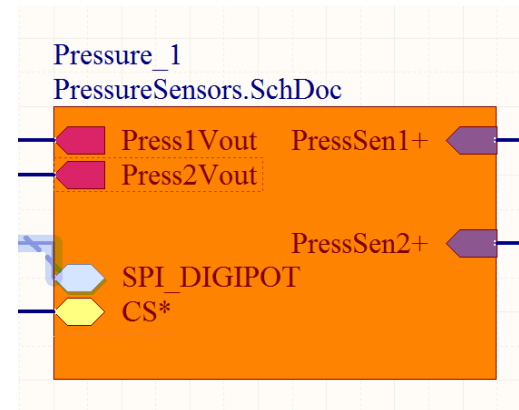 Pressure_1
PressureSensors.SchDoc
Press1Vout PressSen1+
Press2Vout
PressSen2+
SPI_DIGIPOT
CS*